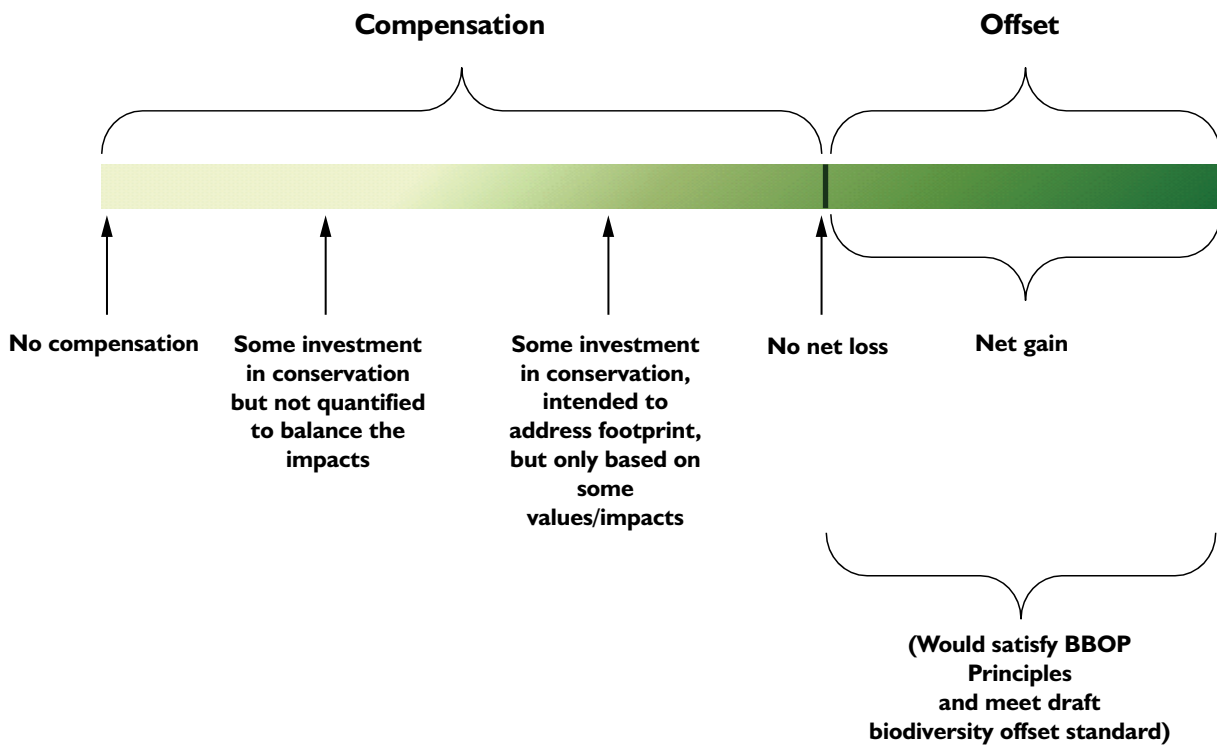 Compensation
Offset
No compensation
Some investment
in conservation
but not quantified
to balance the
impacts
Some investment
in conservation,
intended to
address footprint,
but only based on
some
values/impacts
No net loss
Net gain
(Would satisfy BBOP
Principles
and meet draft
biodiversity offset standard)